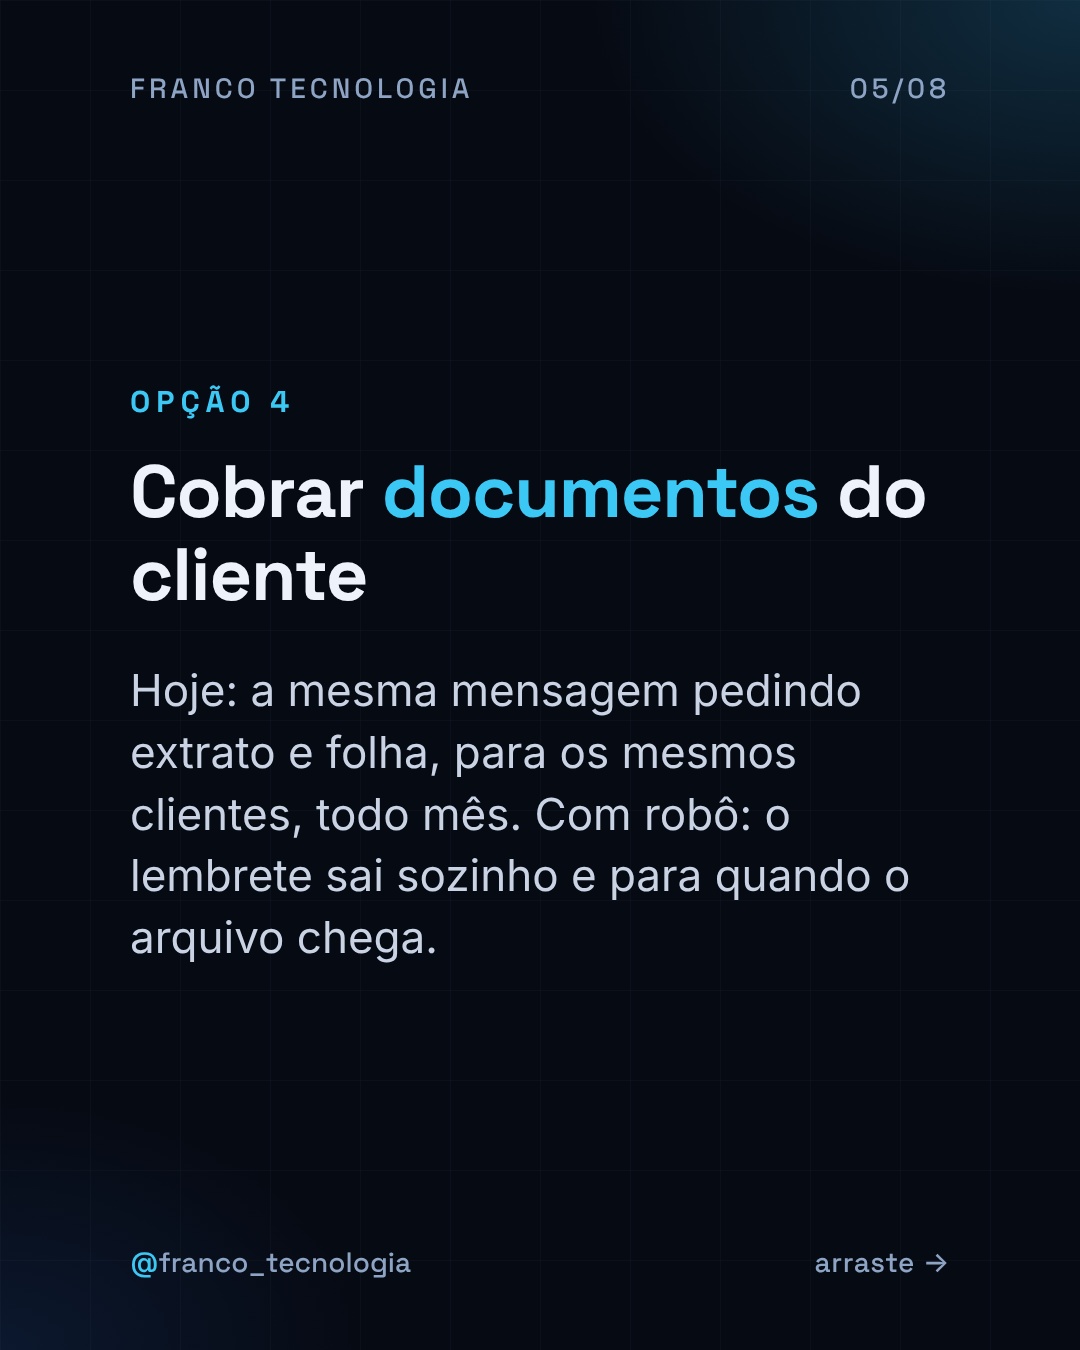 FRANCO TECNOLOGIA
05/08
OPÇÃO 4
Cobrar documentos do
cliente
Hoje: a mesma mensagem pedindo
extrato e folha, para os mesmos
clientes, todo mês. Com robô: o
lembrete sai sozinho e para quando o
arquivo chega.
@franco_tecnologia
arraste →